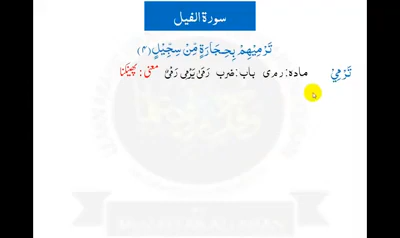 سورة الفیل
تَرْمِيْهِمْ بِحِجَارَةٍ مِّنْ سِجِّيْلٍ (۴)
تَرْمِيْ مادہ: ر م ی باب: ضرب رَمٰى يَرْمِى رَمْيٌ معنی: پھینکنا